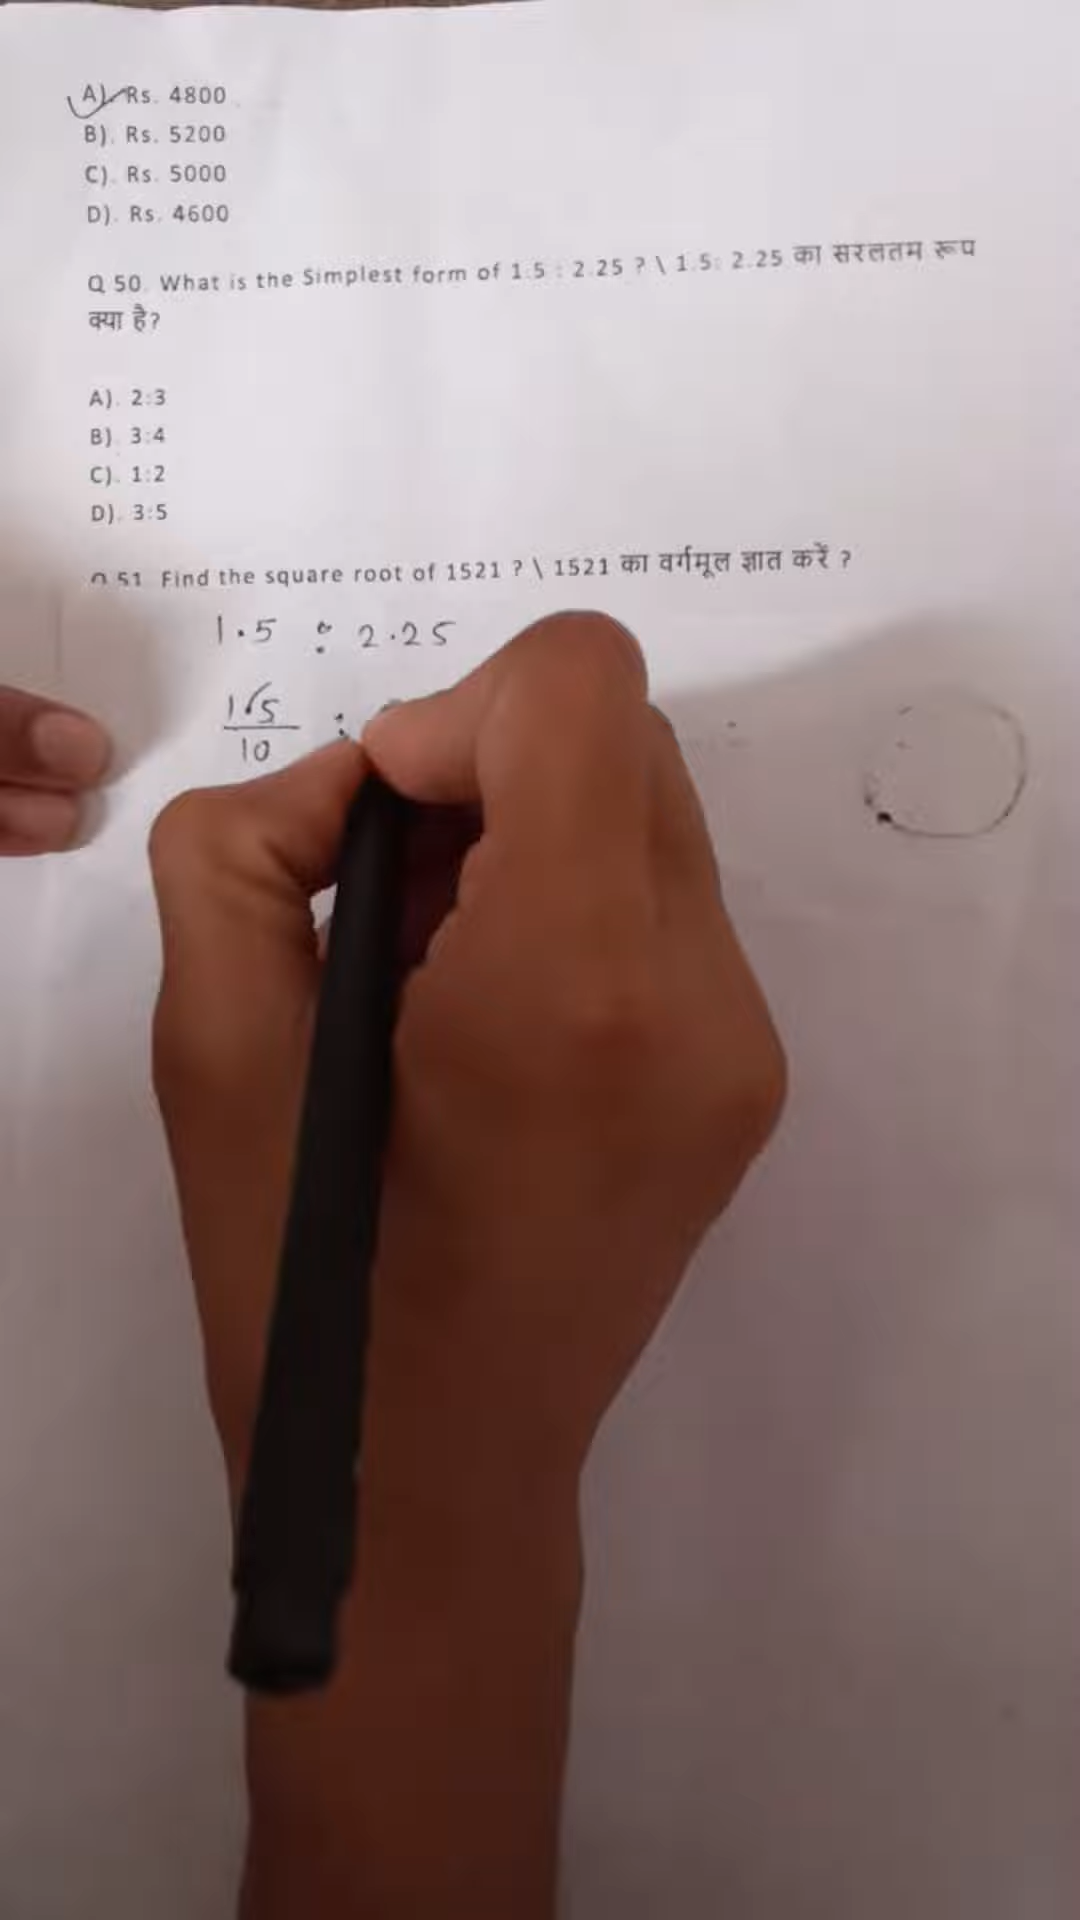 A). Rs. 4800
B). Rs. 5200
C). Rs. 5000
D). Rs. 4600
Q 50. What is the Simplest form of 1.5 : 2.25 ? \ 1.5: 2.25 का सरलतम रूप
क्या है?
A). 2:3
B). 3:4
C). 1:2
D). 3:5
Q 51 Find the square root of 1521 ? \ 1521 का वर्गमूल ज्ञात करें ?
1.5 : 2.25
15
10 :